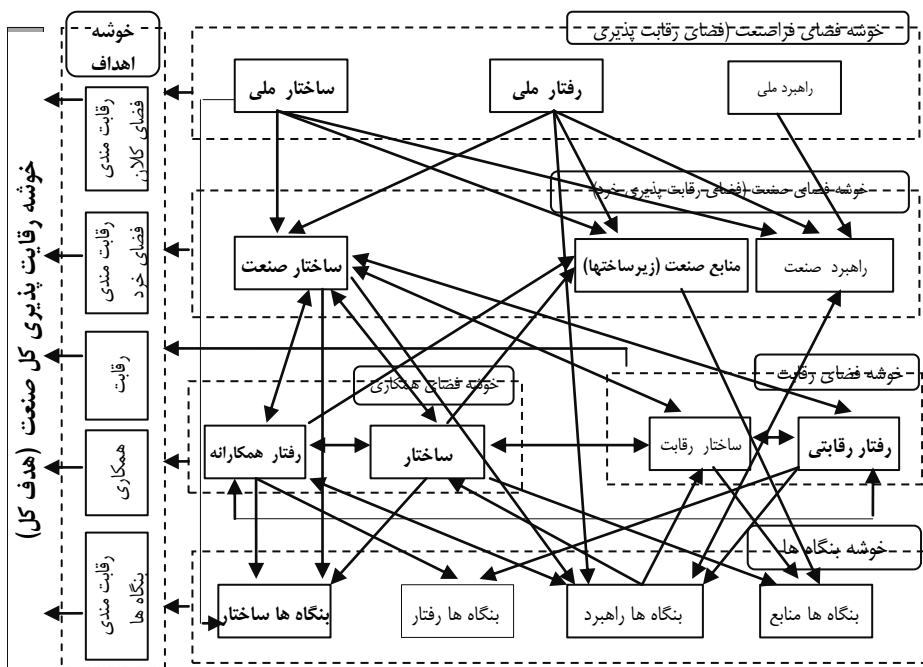 خوشه فضای فراصنعت (فضای رقابت پذیری
راهبرد ملی
رفتار ملی
ساختار ملی
خوشه فضای صنعت (فضای رقابت پذیری خرد)
راهبرد صنعت
منابع صنعت (زیرساختها)
ساختار صنعت
خوشه فضای رقابت
خوشه فضای همکاری
رفتار رقابتی
ساختار رقابت
ساختار
رفتار همکارانه
خوشه بنگاه ها
بنگاه ها منابع
بنگاه ها راهبرد
بنگاه ها رفتار
بنگاه ها ساختار
خوشه
اهداف
رقابت مندی
فضای کلان
رقابت مندی
فضای خرد
رقابت
همکاری
رقابت مندی
بنگاه ها
خوشه رقابت پذیری کل صنعت (هدف کل)